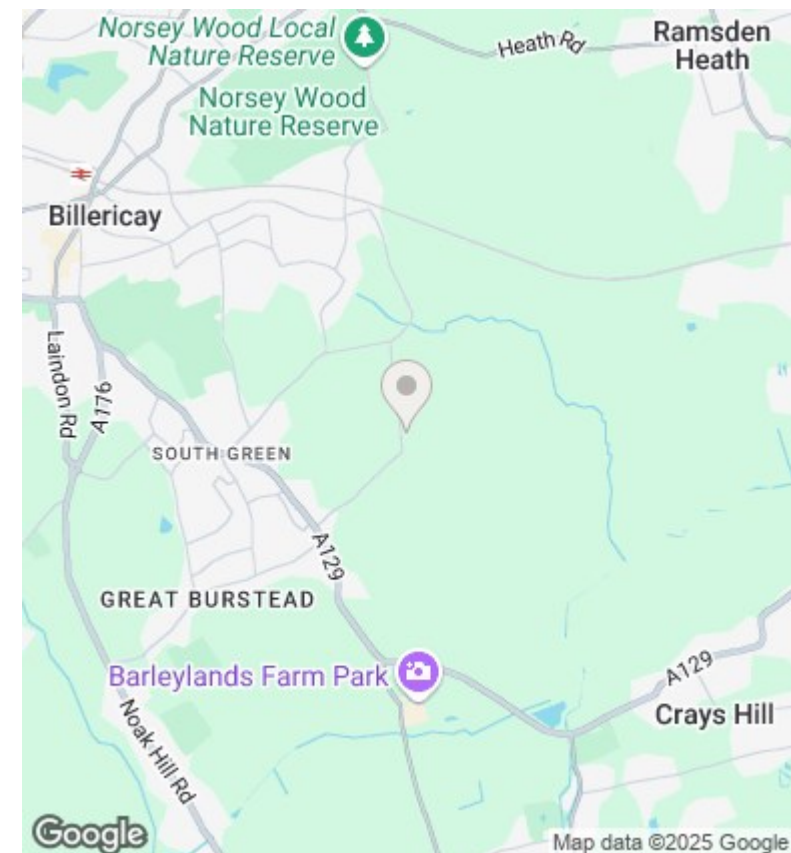 Norsey Wood Local
Nature Reserve
Heath Rd
Ramsden
Heath
Norsey Wood
Nature Reserve
Billericay
Laindon Rd
A176
SOUTH GREEN
A129
GREAT BURSTEAD
Barleylands Farm Park
A129
Crays Hill
Noak Hill Rd
Google
Map data ©2025 Google